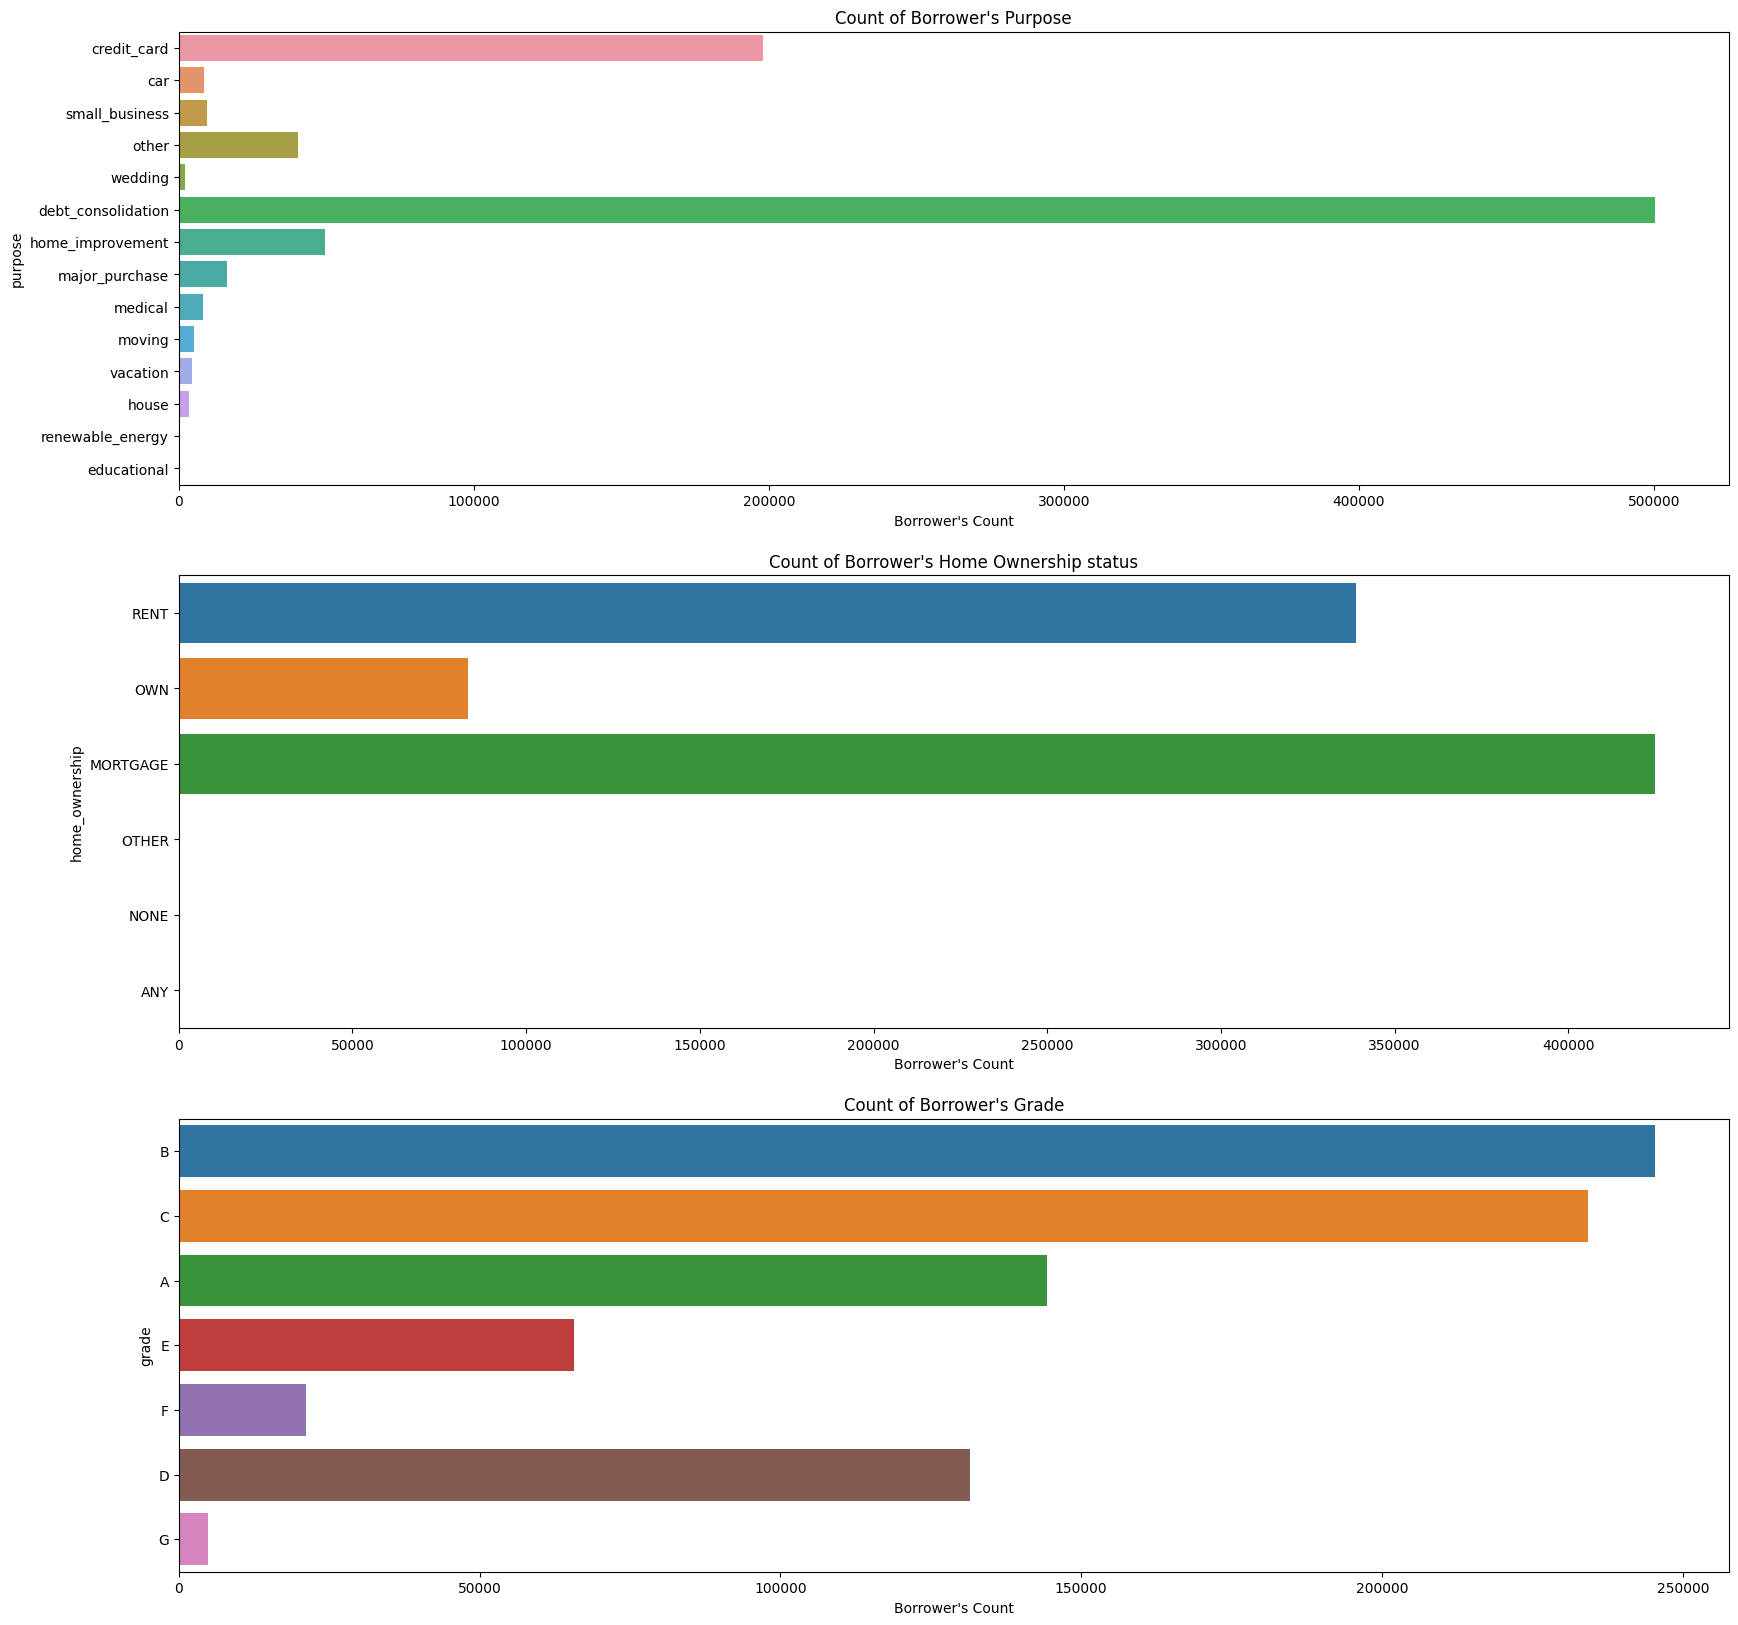 Count of Borrower's Purpose
purpose
credit_card
car
small_business
other
wedding
debt_consolidation
home_improvement
major_purchase
medical
moving
vacation
house
renewable_energy
educational
0 100000 200000 300000 400000 500000
Borrower's Count
Count of Borrower's Home Ownership status
home_ownership
RENT
OWN
MORTGAGE
OTHER
NONE
ANY
0 50000 100000 150000 200000 250000 300000 350000 400000
Borrower's Count
Count of Borrower's Grade
grade
B
C
A
E
F
D
G
0 50000 100000 150000 200000 250000
Borrower's Count